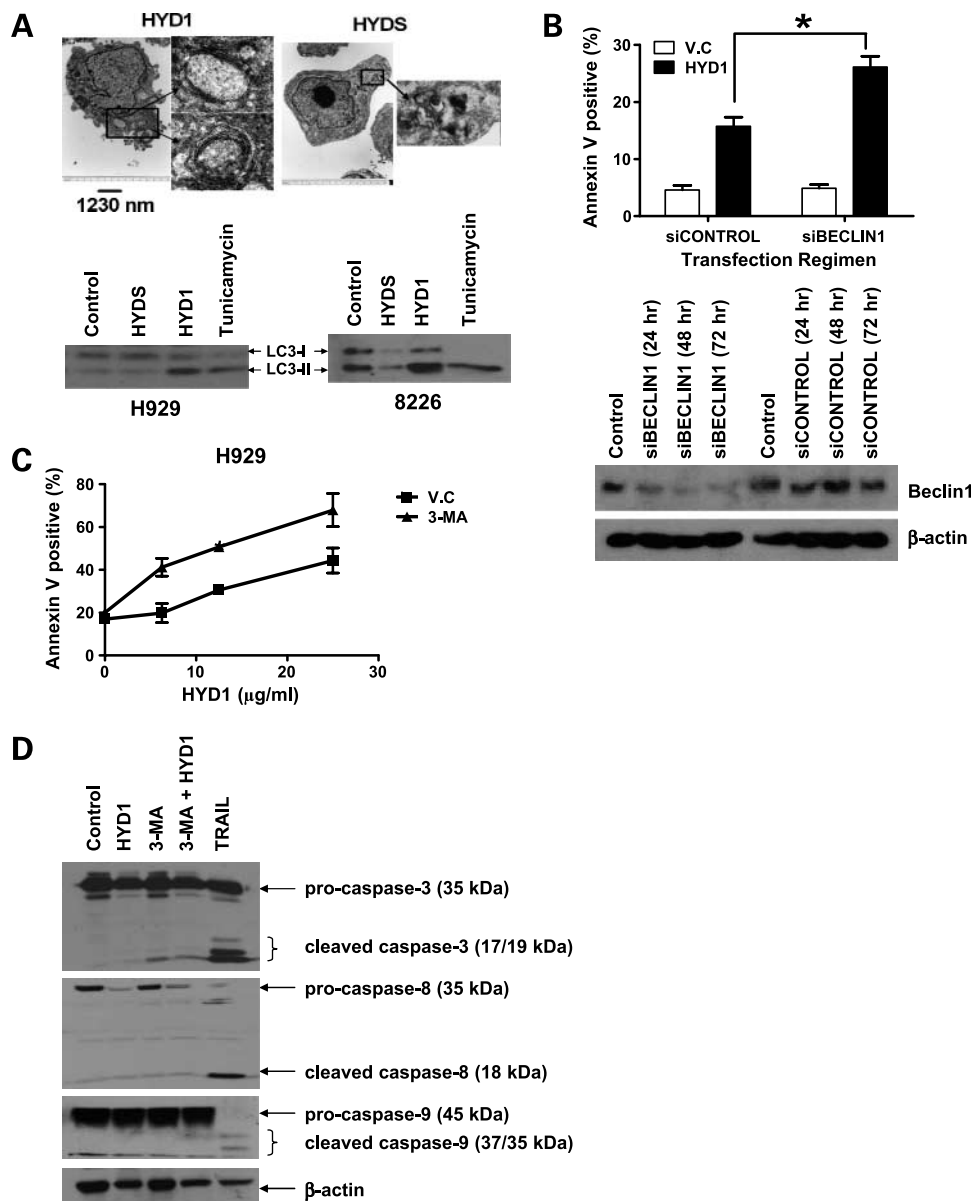 A
HYD1
HYDS
1230 nm
Control
HYDS
HYD1
Tunicamycin
Control
HYDS
HYD1
Tunicamycin
LC3-I
LC3-II
H929
8226
B
V.C
HYD1
*
Annexin V positive (%)
30
20
10
0
siCONTROL
siBECLIN1
Transfection Regimen
Control
siBECLIN1 (24 hr)
siBECLIN1 (48 hr)
siBECLIN1 (72 hr)
Control
siCONTROL (24 hr)
siCONTROL (48 hr)
siCONTROL (72 hr)
Beclin1
β-actin
C
H929
V.C
3-MA
Annexin V positive (%)
80
60
40
20
0
0 10 20 30
HYD1 (µg/ml)
D
Control
HYD1
3-MA
3-MA + HYD1
TRAIL
pro-caspase-3 (35 kDa)
cleaved caspase-3 (17/19 kDa)
pro-caspase-8 (35 kDa)
cleaved caspase-8 (18 kDa)
pro-caspase-9 (45 kDa)
cleaved caspase-9 (37/35 kDa)
β-actin